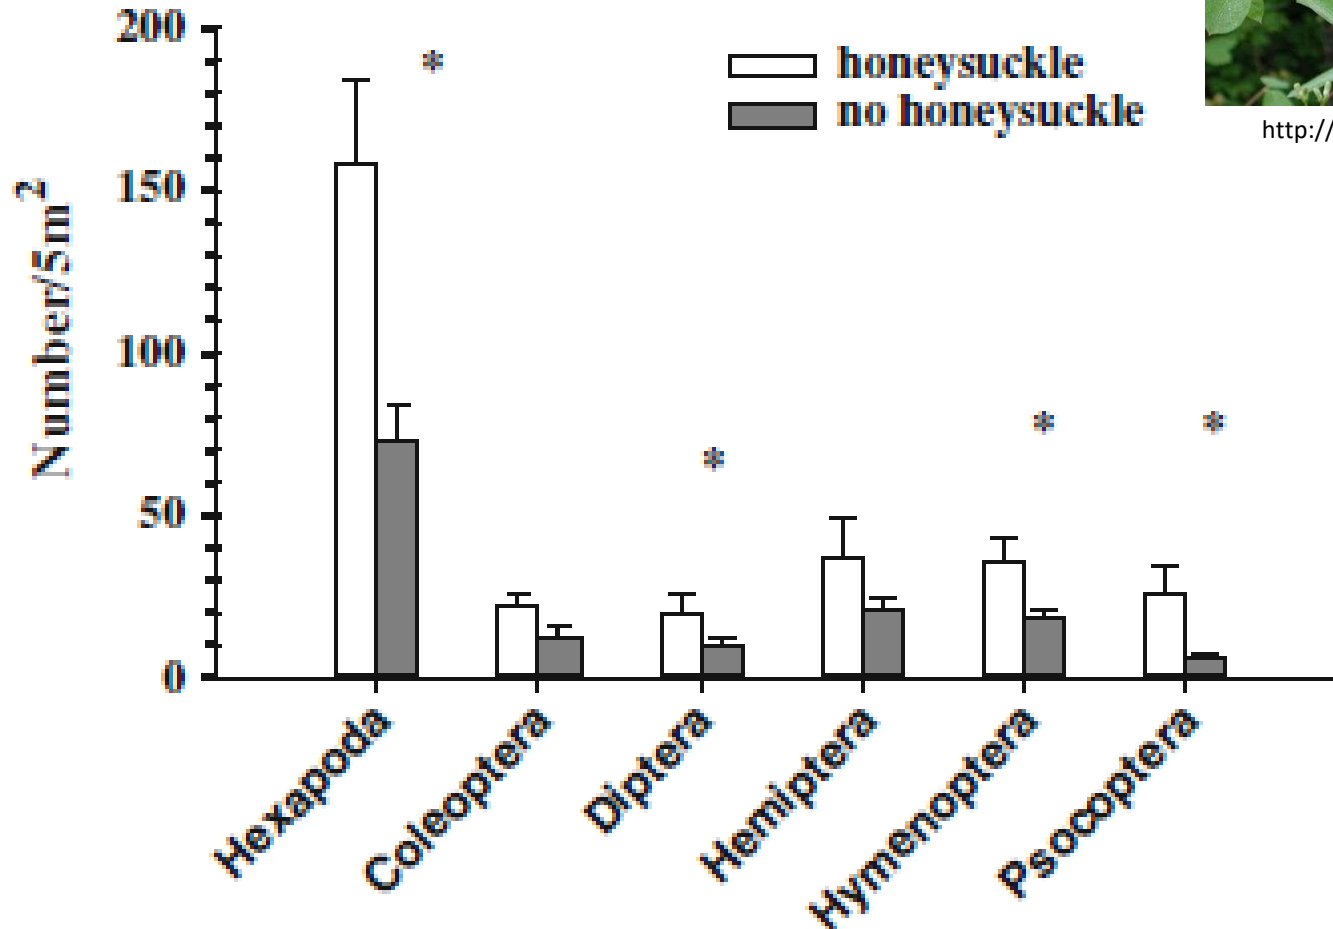 200
150
100
50
0
Number/5m²
*
*
*
*
honeysuckle
no honeysuckle
http://
Hexapoda
Coleoptera
Diptera
Hemiptera
Hymenoptera
Psocoptera